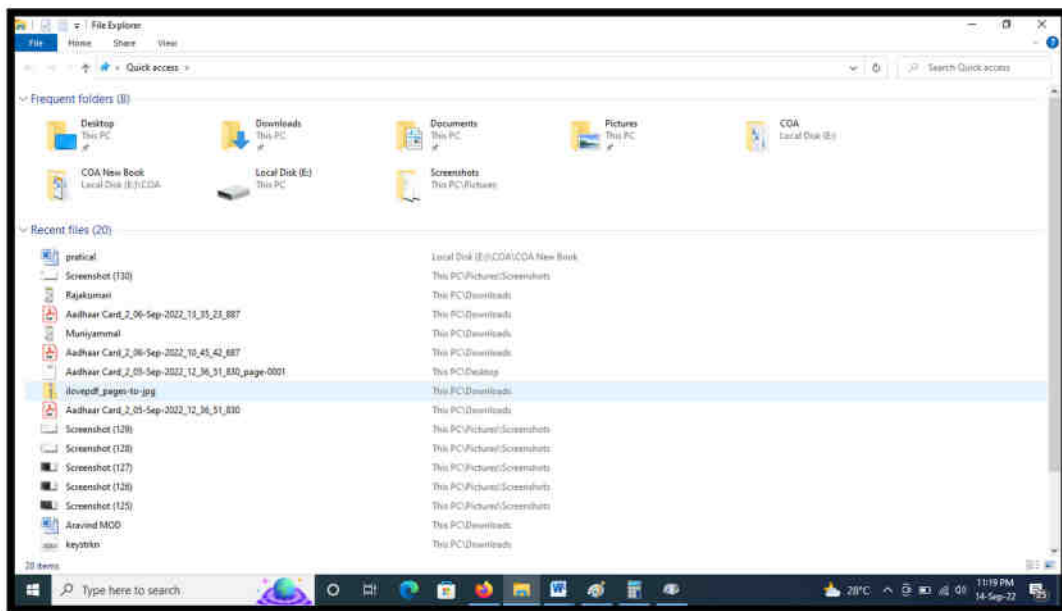 File Explorer
File Home Share View
Quick access
Search Quick access
Frequent folders (8)
Desktop
This PC
Downloads
This PC
Documents
This PC
Pictures
This PC
COA
Local Disk (E:)
COA New Book
Local Disk (E:)\COA
Local Disk (E:)
This PC
Screenshots
This PC\Pictures
Recent files (20)
pratical Local Disk (E:)\COA\COA New Book
Screenshot (130) This PC\Pictures\Screenshots
Rajakumari This PC\Downloads
Aadhaar Card_2_06-Sep-2022_13_35_23_887 This PC\Downloads
Muniyammal This PC\Downloads
Aadhaar Card_2_06-Sep-2022_10_45_42_687 This PC\Downloads
Aadhaar Card_2_05-Sep-2022_12_36_51_830_page-0001 This PC\Desktop
ilovepdf_pages-to-jpg This PC\Downloads
Aadhaar Card_2_05-Sep-2022_12_36_51_830 This PC\Downloads
Screenshot (129) This PC\Pictures\Screenshots
Screenshot (128) This PC\Pictures\Screenshots
Screenshot (127) This PC\Pictures\Screenshots
Screenshot (126) This PC\Pictures\Screenshots
Screenshot (125) This PC\Pictures\Screenshots
Aravind MOD This PC\Downloads
keystrkn This PC\Downloads
20 items
Type here to search
28°C
11:19 PM
14-Sep-22